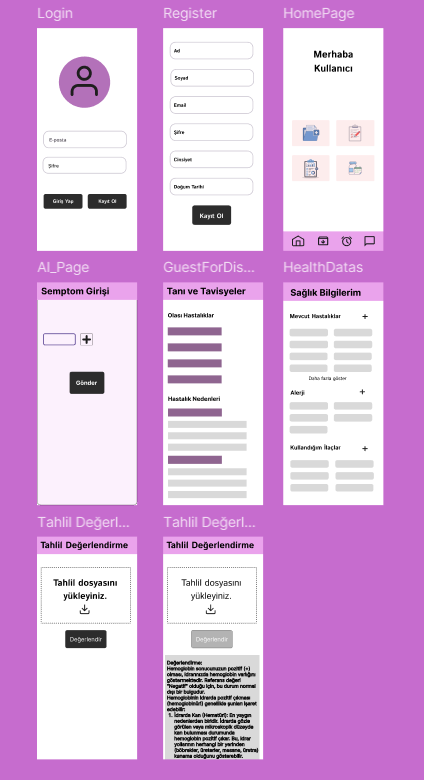 Login
Register
HomePage
E-posta
Şifre
Giriş Yap
Kayıt Ol
Ad
Soyad
Email
Şifre
Cinsiyet
Doğum Tarihi
Kayıt Ol
Merhaba
Kullanıcı
AI_Page
GuestForDis...
HealthDatas
Semptom Girişi
Gönder
Tanı ve Tavisyeler
Olası Hastalıklar
Hastalık Nedenleri
Sağlık Bilgilerim
Mevcut Hastalıklar +
Daha fazla göster
Alerji +
Kullandığım İlaçlar +
Tahlil Değerl...
Tahlil Değerl...
Tahlil Değerlendirme
Tahlil dosyasını
yükleyiniz.
Değerlendir
Tahlil Değerlendirme
Tahlil dosyasını
yükleyiniz.
Değerlendir
Değerlendirme:
Hemoglobin sonucunuzun pozitif (+)
olması, idrarınızda hemoglobin varlığını
göstermektedir. Referans değeri
"Negatif" olduğu için, bu durum normal
dışı bir bulgudur.
Hemoglobinin idrarda pozitif çıkması
(hemoglobinüri) genellikle şunları işaret
edebilir:
1. İdrarda Kan (Hematüri): En yaygın
nedenlerden biridir. İdrarda gözle
görülen veya mikroskopik düzeyde
kan bulunması durumunda
hemoglobin pozitif çıkar. Bu, idrar
yollarının herhangi bir yerinden
(böbrekler, üreterler, mesane, üretra)
kanama olduğunu gösterebilir.